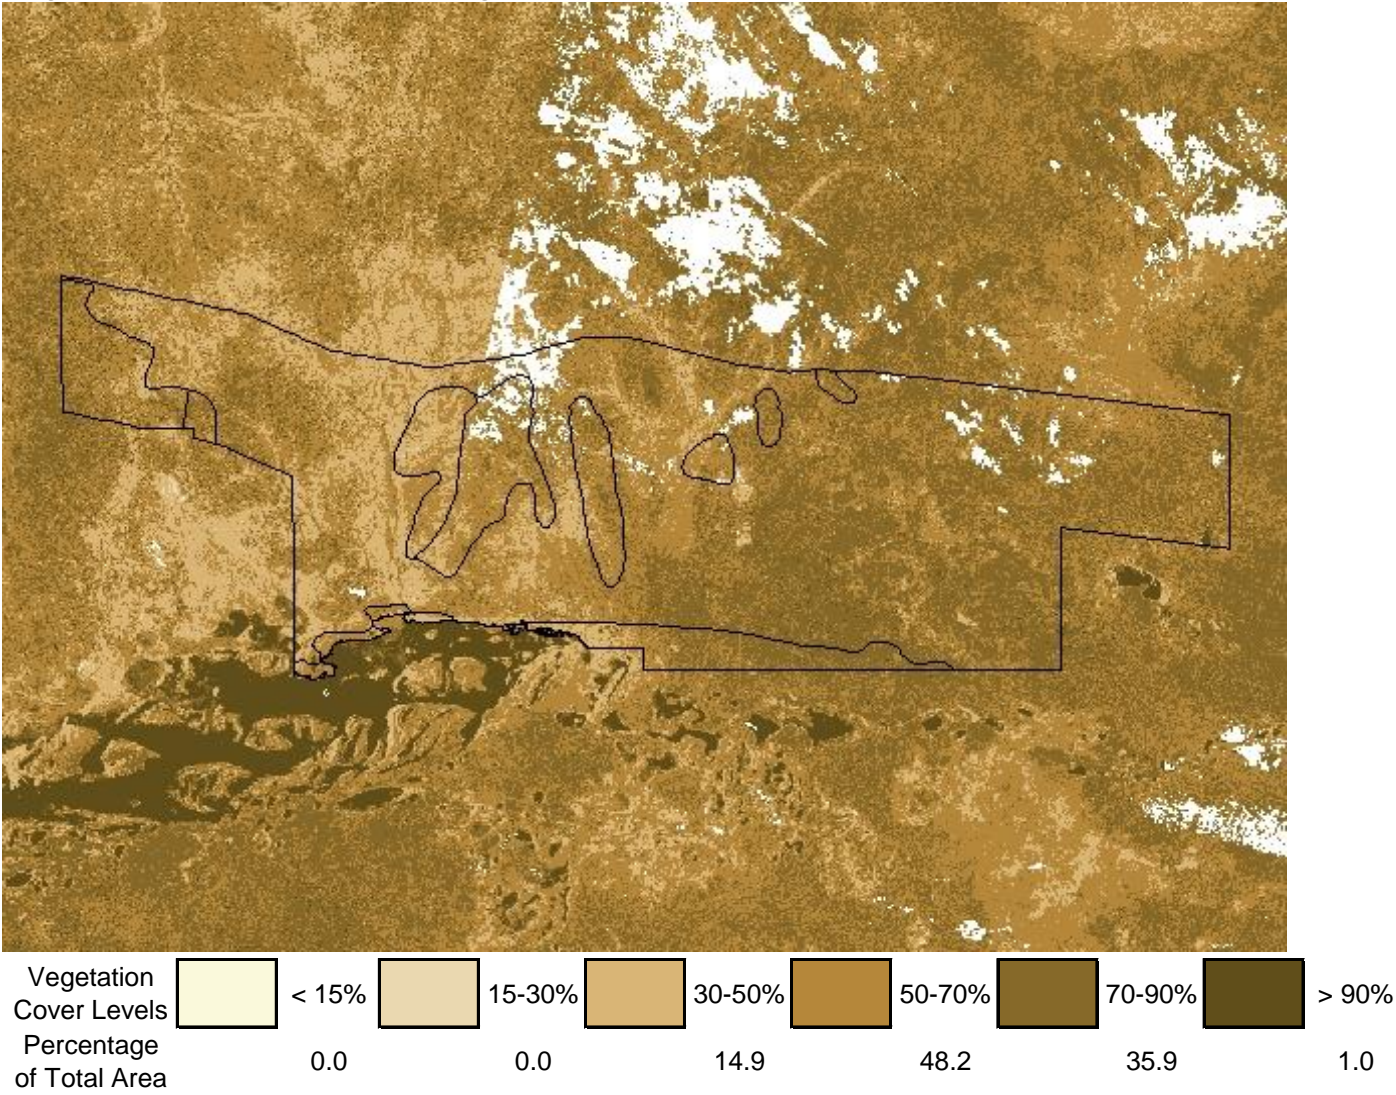 Vegetation
Cover Levels
< 15% 15-30% 30-50% 50-70% 70-90% > 90%
Percentage
of Total Area
0.0 0.0 14.9 48.2 35.9 1.0